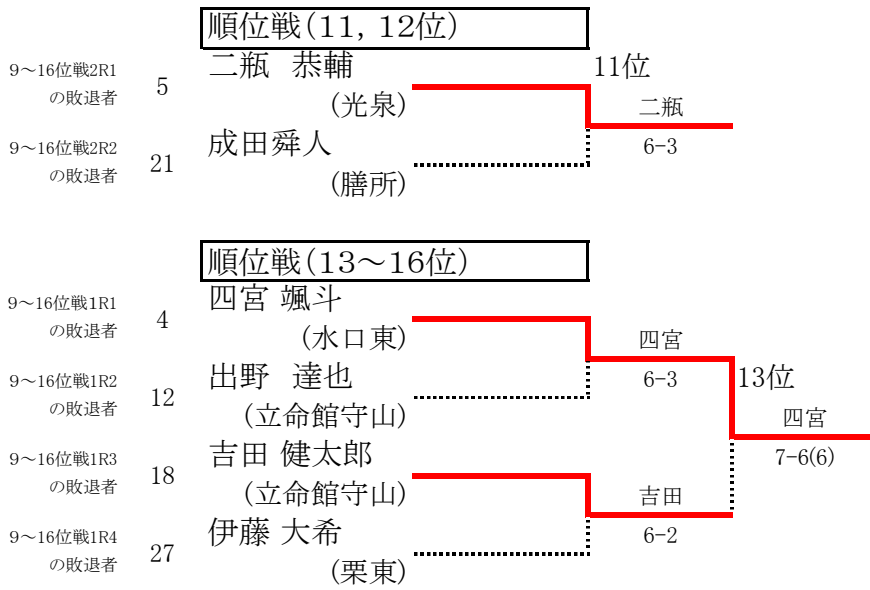 順位戦(11, 12位)
9～16位戦2R1
の敗退者
5
二瓶 恭輔
(光泉)
11位
二瓶
6-3
9～16位戦2R2
の敗退者
21
成田舜人
(膳所)
順位戦(13～16位)
9～16位戦1R1
の敗退者
4
四宮 颯斗
(水口東)
四宮
6-3
9～16位戦1R2
の敗退者
12
出野 達也
(立命館守山)
13位
四宮
7-6(6)
9～16位戦1R3
の敗退者
18
吉田 健太郎
(立命館守山)
吉田
6-2
9～16位戦1R4
の敗退者
27
伊藤 大希
(栗東)